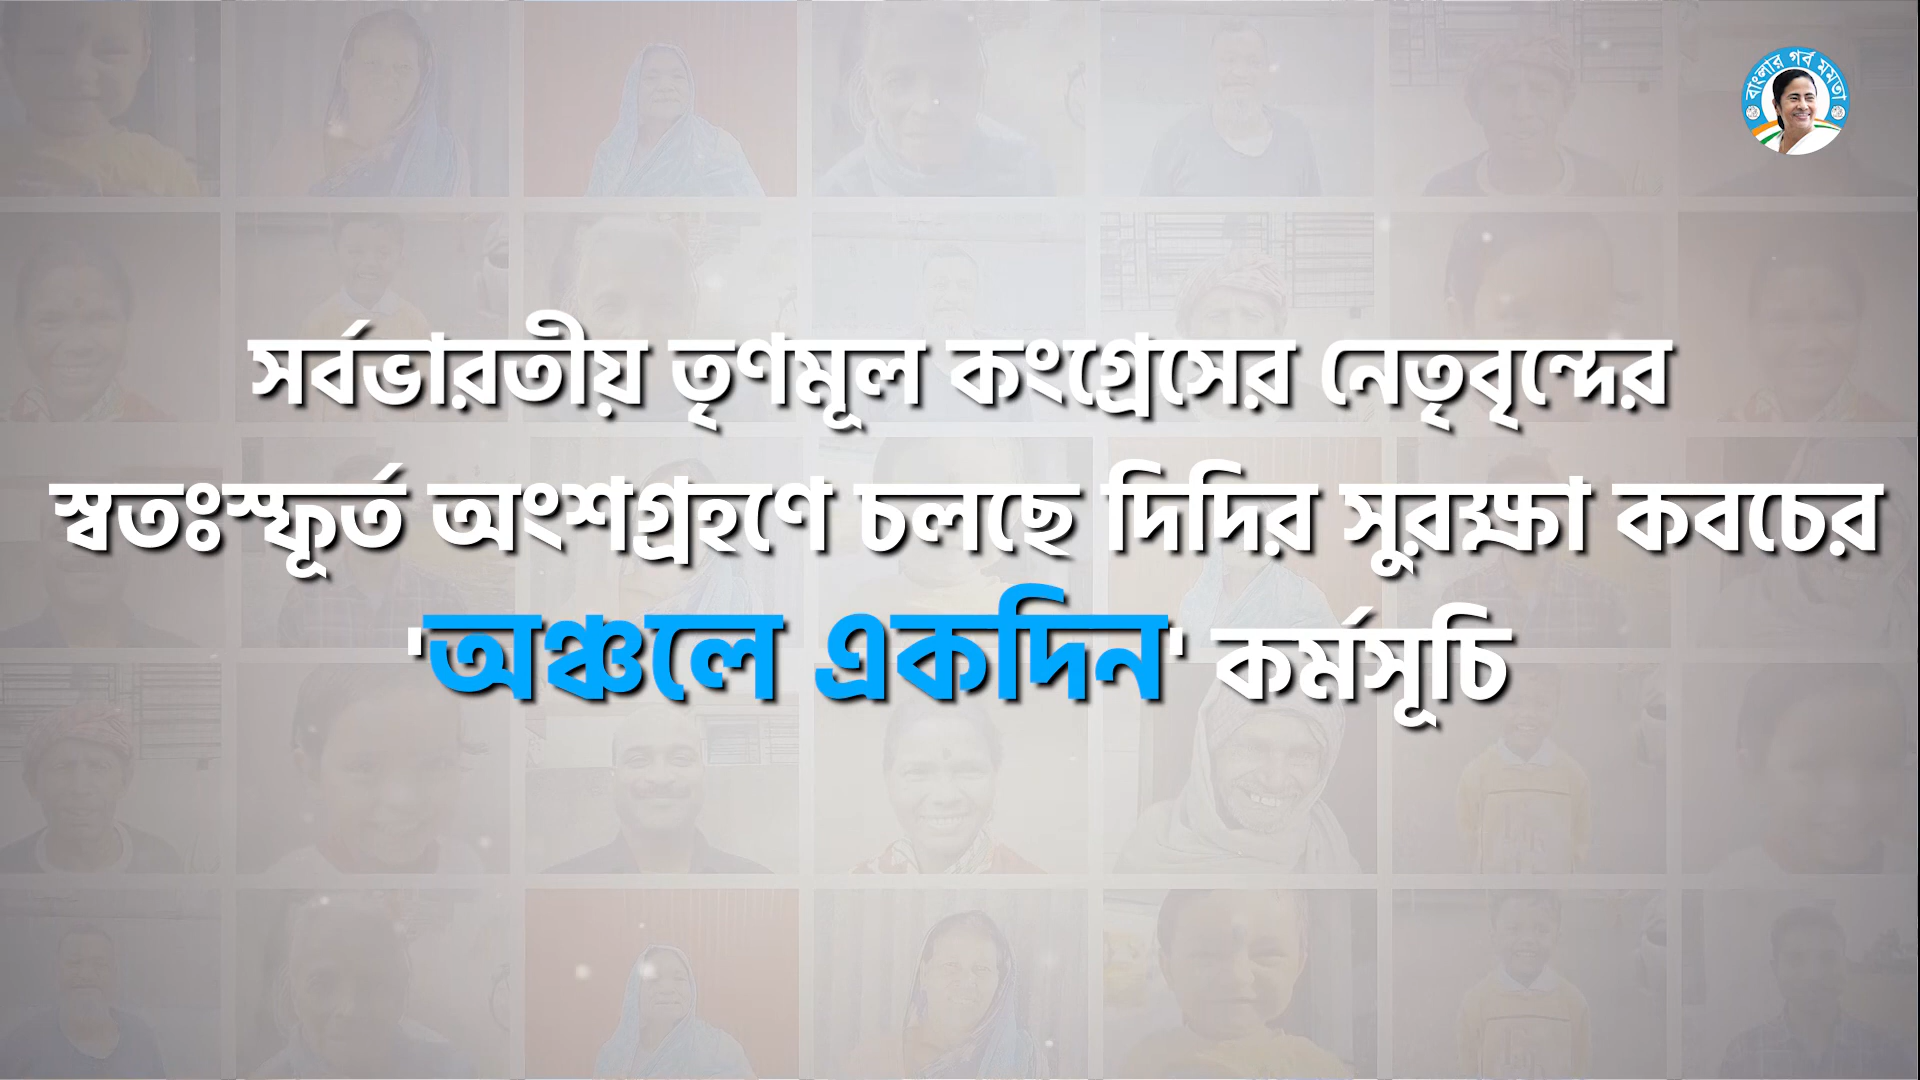 বাংলার গর্ব মমতা
সর্বভারতীয় তৃণমূল কংগ্রেসের নেতৃবৃন্দের
স্বতঃস্ফূর্ত অংশগ্রহণে চলছে দিদির সুরক্ষা কবচের
'অঞ্চলে একদিন' কর্মসূচি